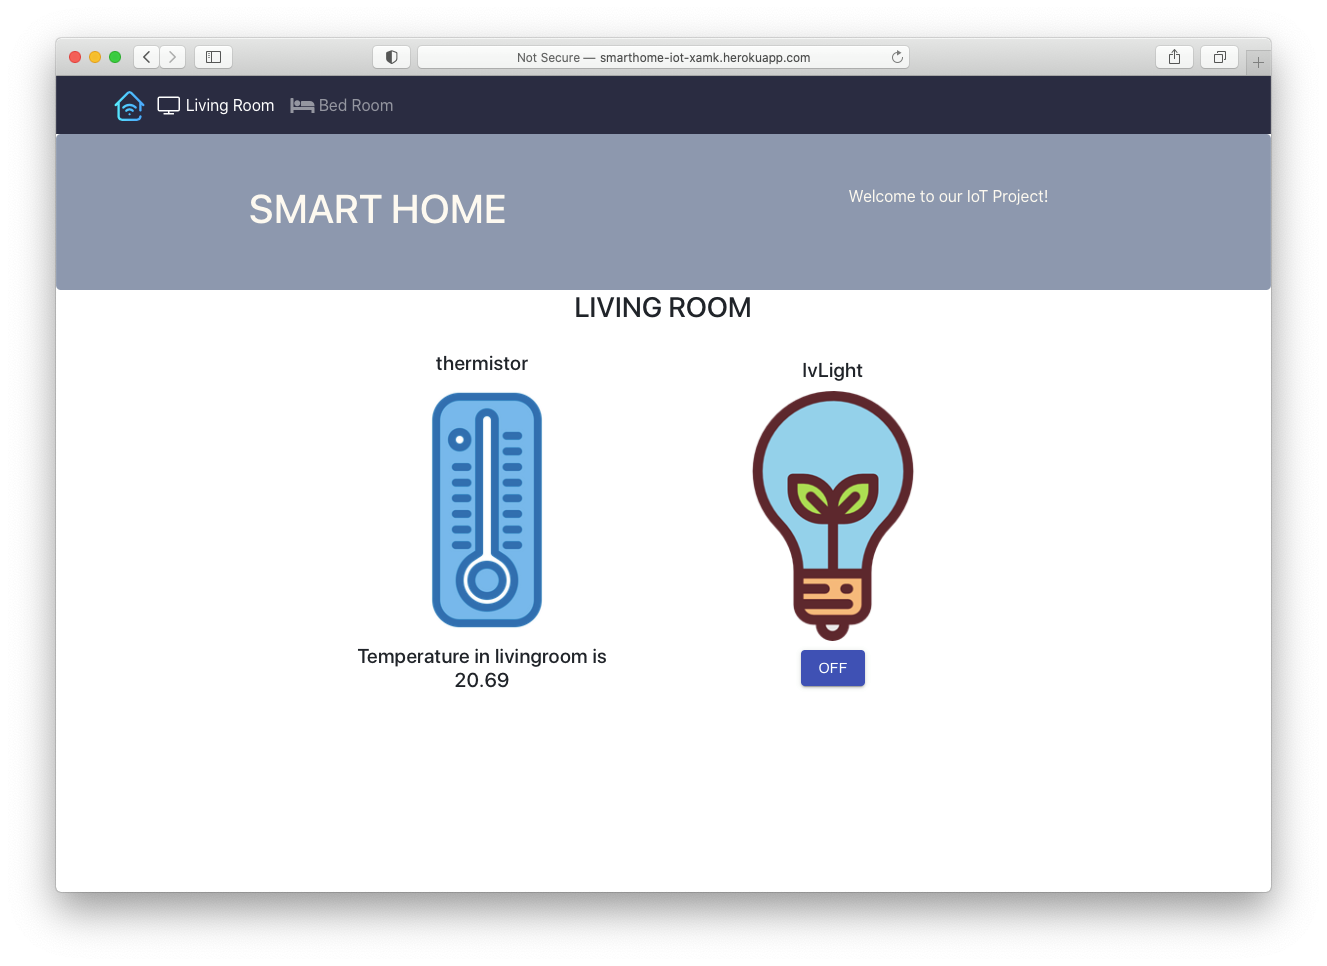 Not Secure — smarthome-iot-xamk.herokuapp.com
Living Room Bed Room
SMART HOME
Welcome to our IoT Project!
LIVING ROOM
thermistor
lvLight
Temperature in livingroom is
20.69
OFF